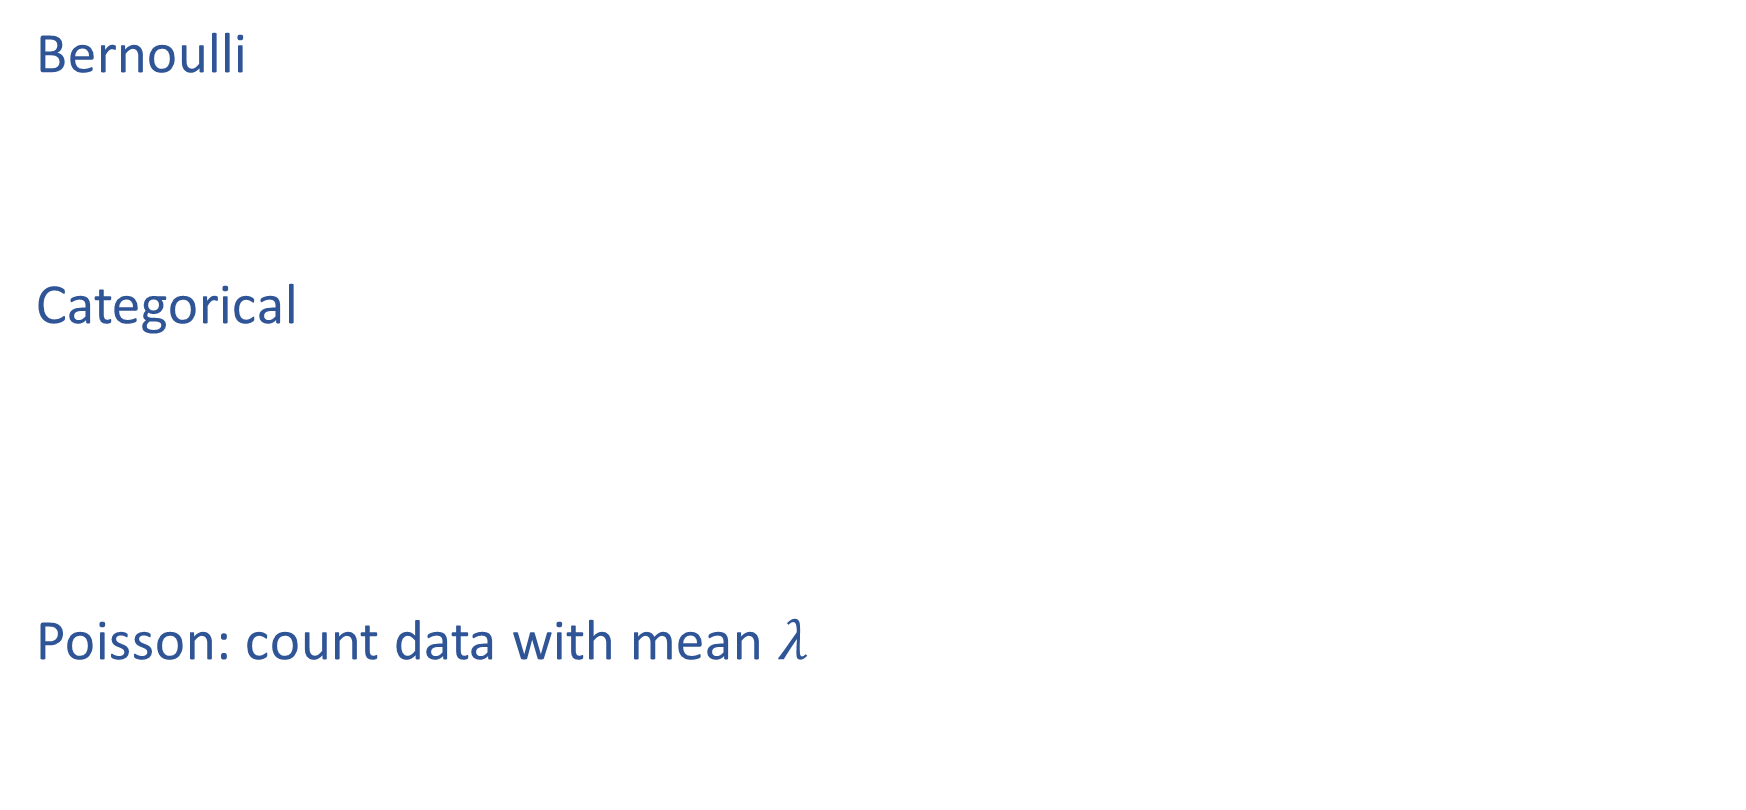 Bernoulli
Categorical
Poisson: count data with mean λ